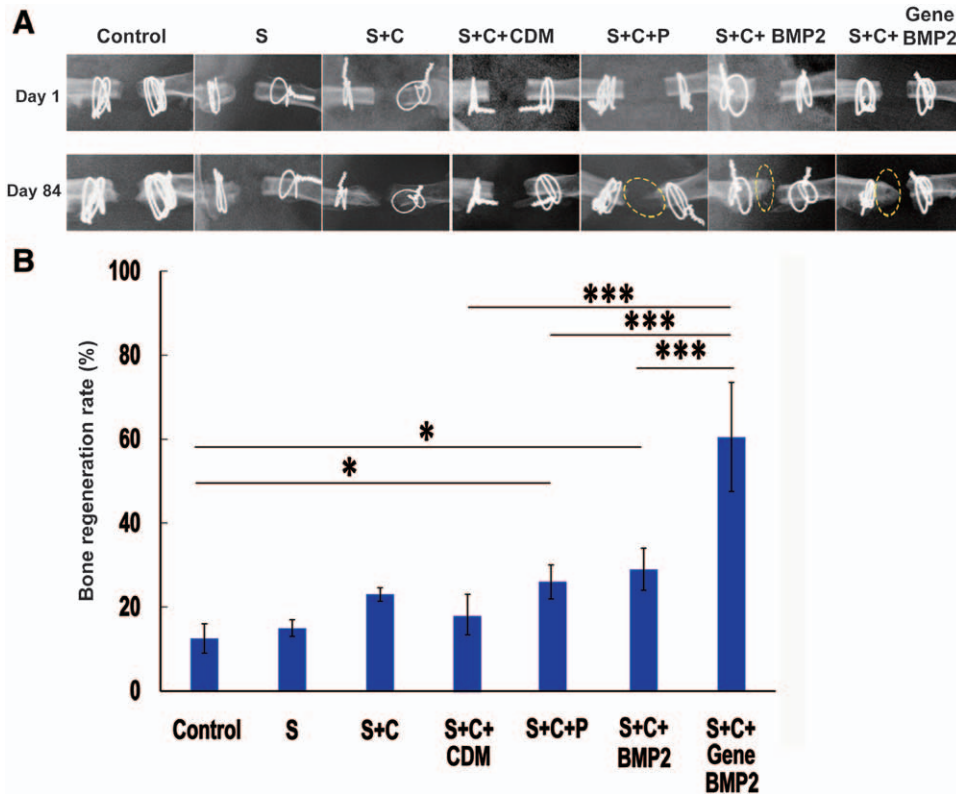 A
Control S S+C S+C+CDM S+C+P S+C+ BMP2 S+C+ Gene BMP2
Day 1
Day 84
B
Bone regeneration rate (%)
100
80
60
40
20
0
***
***
***
*
*
Control S S+C S+C+ CDM S+C+P S+C+ BMP2 S+C+ Gene BMP2